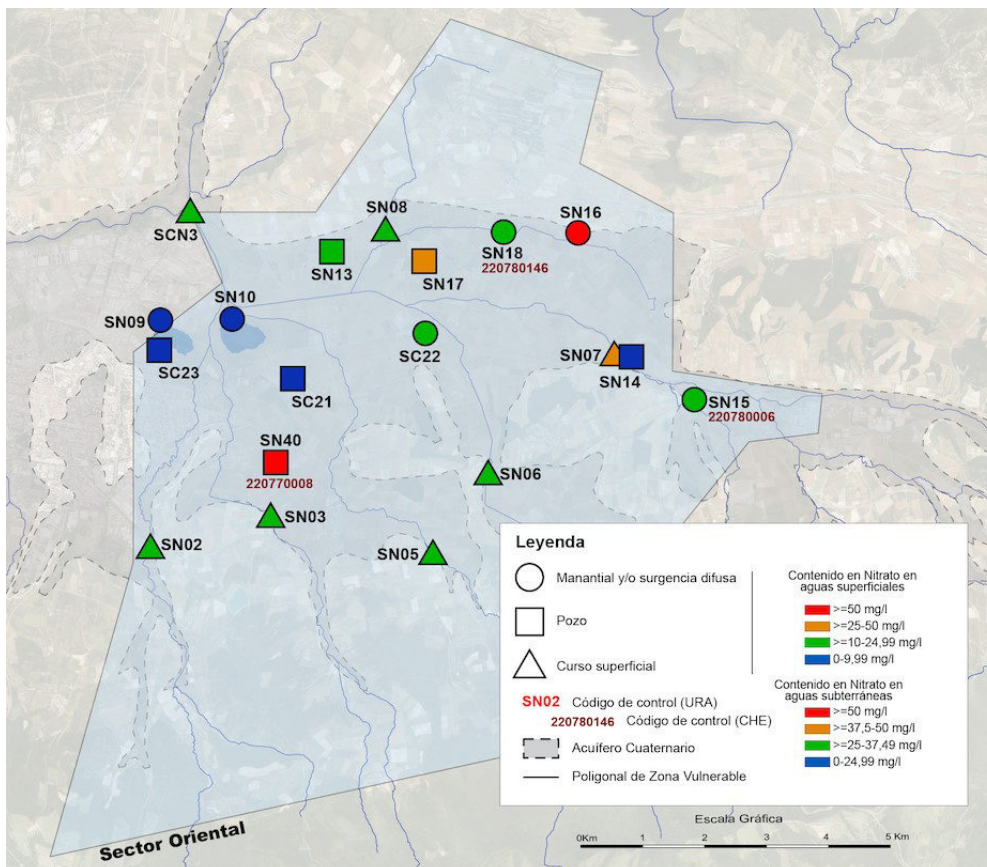 SCN3
SN08
SN16
SN13
SN18
220780146
SN17
SN09
SN10
SC23
SC22
SN07
SN14
SC21
SN15
220780006
SN40
220770008
SN06
SN03
SN02
SN05
Leyenda
Manantial y/o surgencia difusa
Pozo
Curso superficial
SN02 Código de control (URA)
220780146 Código de control (CHE)
Acuífero Cuaternario
Poligonal de Zona Vulnerable
Contenido en Nitrato en
aguas superficiales
>=50 mg/l
>=25-50 mg/l
>=10-24,99 mg/l
0-9,99 mg/l
Contenido en Nitrato en
aguas subterráneas
>=50 mg/l
>=37,5-50 mg/l
>=25-37,49 mg/l
0-24,99 mg/l
Sector Oriental
Escala Gráfica
0Km 1 2 3 4 5 Km